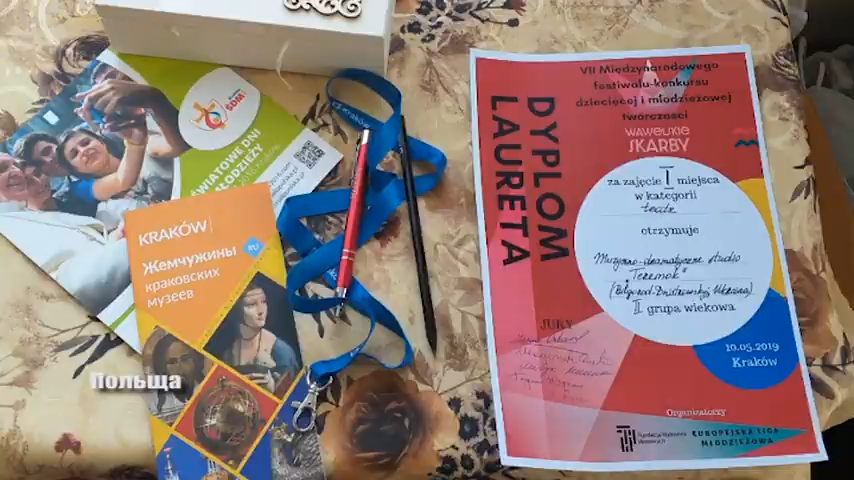 VII Międzynarodowego
festiwalu-konkursu
dziecięcej i młodzieżowej
twórczości
WAWELSKIE
SKARBY
DYPLOM
LAURETA
za zajęcie I miejsca
w kategorii
teatr
otrzymuje
Muzyczno-dramatyczne studio
"Teremok"
II grupa wiekowa
JURY
10.05.2019
Kraków
Organizatorzy
EUROPEJSKA LIGA
MŁODZIEŻOWA
ŚDM!
ŚWIATOWE DNI
MŁODZIEŻY
KRAKÓW
RU
Жемчужины
краковских
музеев
Польща